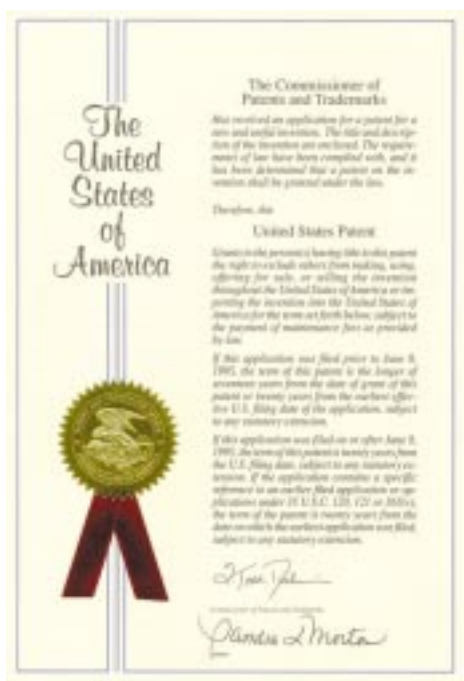 The
United
States
of
America
The Commissioner of
Patents and Trademarks
Has received an application for a patent for a
new and useful invention. The title and descrip-
tion of the invention are enclosed. The require-
ments of law have been complied with, and it
has been determined that a patent on the in-
vention shall be granted under the law.
Therefore, this
United States Patent
Grants to the person(s) having title to this patent
the right to exclude others from making, using,
offering for sale, or selling the invention
throughout the United States of America or im-
porting the invention into the United States of
America for the term set forth below, subject to
the payment of maintenance fees as provided
by law.
If this application was filed prior to June 8,
1995, the term of this patent is the longer of
seventeen years from the date of grant of this
patent or twenty years from the earliest effec-
tive U.S. filing date of the application, subject
to any statutory extension.
If this application was filed on or after June 8,
1995, the term of this patent is twenty years from
the U.S. filing date, subject to any statutory ex-
tension. If the application contains a specific
reference to an earlier filed application or ap-
plications under 35 U.S.C. 120, 121 or 365(c),
the term of the patent is twenty years from the
date on which the earliest application was filed,
subject to any statutory extension.